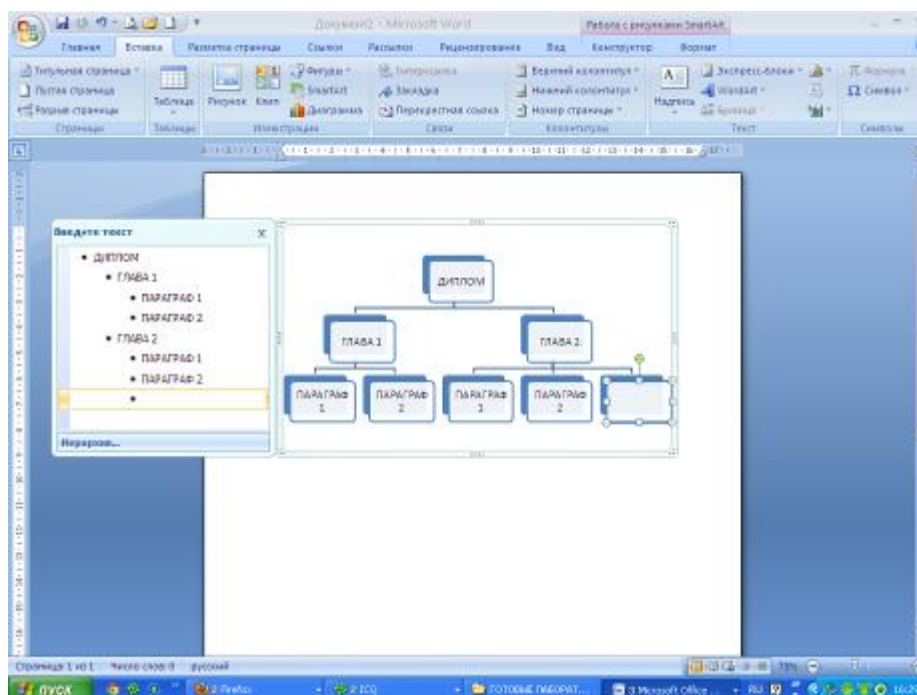 Документ2 - Microsoft Word
Работа с рисунками SmartArt
Главная Вставка Разметка страницы Ссылки Рассылки Рецензирование Вид Конструктор Формат
Титульная страница
Пустая страница
Разрыв страницы
Страницы
Таблица
Таблицы
Рисунок Клип
Фигуры
SmartArt
Диаграмма
Иллюстрации
Гиперссылка
Закладка
Перекрестная ссылка
Связи
Верхний колонтитул
Нижний колонтитул
Номер страницы
Колонтитулы
A
Надпись
Экспресс-блоки
WordArt
Буквица
Текст
Формула
Символ
Символы
Введите текст
ДИПЛОМ
ГЛАВА 1
ПАРАГРАФ 1
ПАРАГРАФ 2
ГЛАВА 2
ПАРАГРАФ 1
ПАРАГРАФ 2
Иерархия...
ДИПЛОМ
ГЛАВА 1 ГЛАВА 2
ПАРАГРАФ 1 ПАРАГРАФ 2 ПАРАГРАФ 1 ПАРАГРАФ 2
Страница: 1 из 1 Число слов: 0 русский 75%
пуск 2 Firefox 2 ICQ ГОТОВЫЕ ЛАБОРАТ... 3 Microsoft Office ... RU